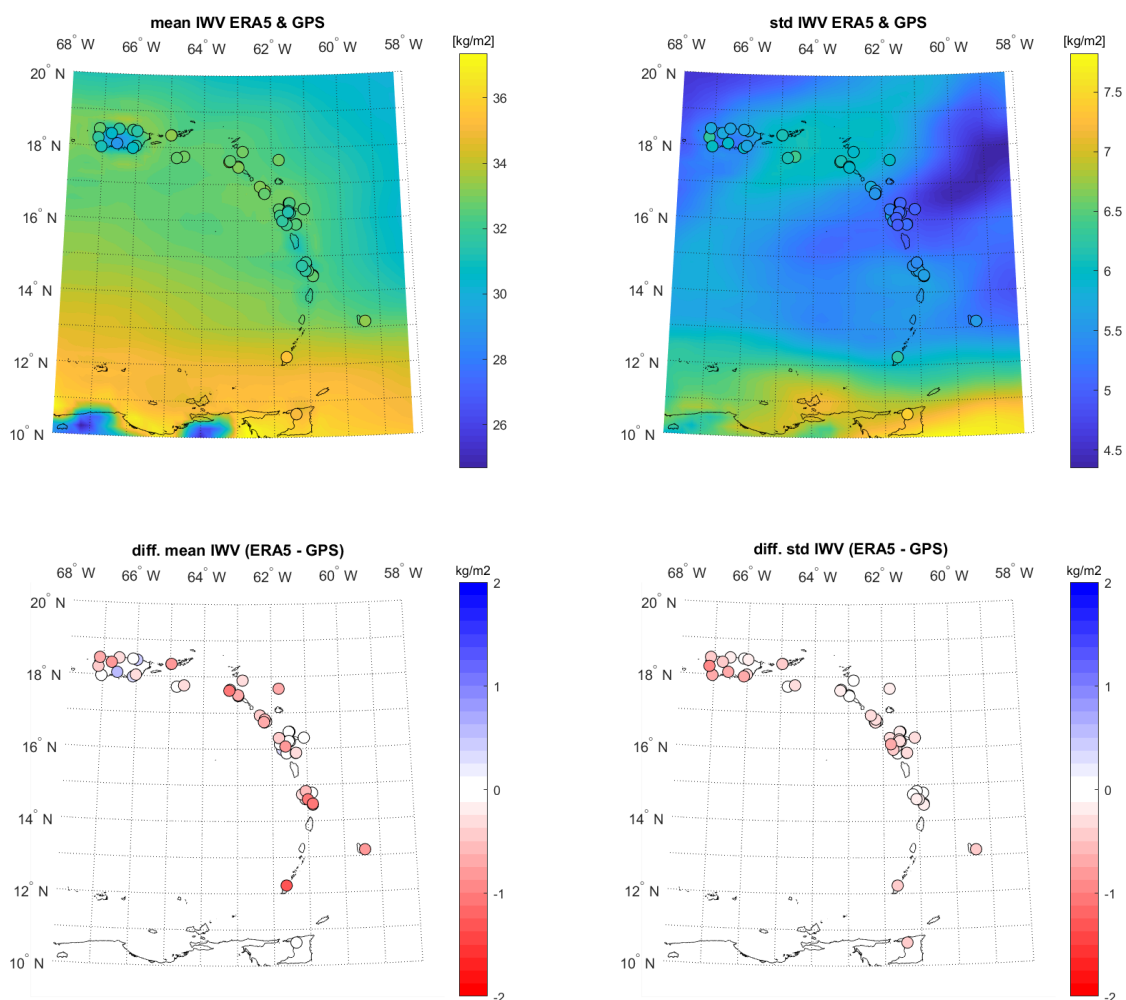 mean IWV ERA5 & GPS
68° W 66° W 64° W 62° W 60° W 58° W
[kg/m2]
20° N
18° N
16° N
14° N
12° N
10° N
36
34
32
30
28
26
std IWV ERA5 & GPS
68° W 66° W 64° W 62° W 60° W 58° W
[kg/m2]
20° N
18° N
16° N
14° N
12° N
10° N
7.5
7
6.5
6
5.5
5
4.5
diff. mean IWV (ERA5 - GPS)
68° W 66° W 64° W 62° W 60° W 58° W
kg/m2
20° N
18° N
16° N
14° N
12° N
10° N
2
1
0
-1
-2
diff. std IWV (ERA5 - GPS)
68° W 66° W 64° W 62° W 60° W 58° W
kg/m2
20° N
18° N
16° N
14° N
12° N
10° N
2
1
0
-1
-2